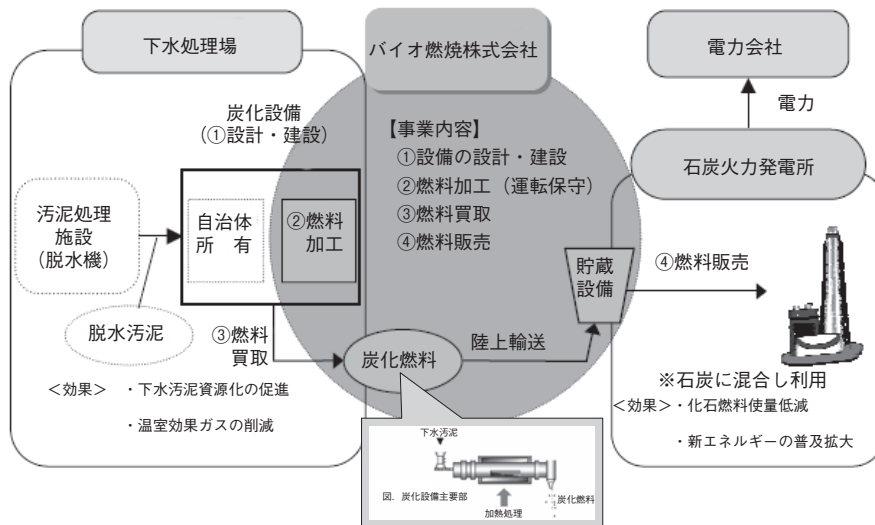 下水処理場
バイオ燃焼株式会社
電力会社
電力
石炭火力発電所
炭化設備
(①設計・建設)
【事業内容】
①設備の設計・建設
②燃料加工(運転保守)
③燃料買取
④燃料販売
汚泥処理
施設
(脱水機)
自治体
所 有
②燃料
加工
脱水汚泥
③燃料
買取
炭化燃料
陸上輸送
貯蔵
設備
④燃料販売
※石炭に混合し利用
<効果> ・下水汚泥資源化の促進
・温室効果ガスの削減
<効果>・化石燃料使量低減
・新エネルギーの普及拡大
下水汚泥
図. 炭化設備主要部
加熱処理
炭化燃料